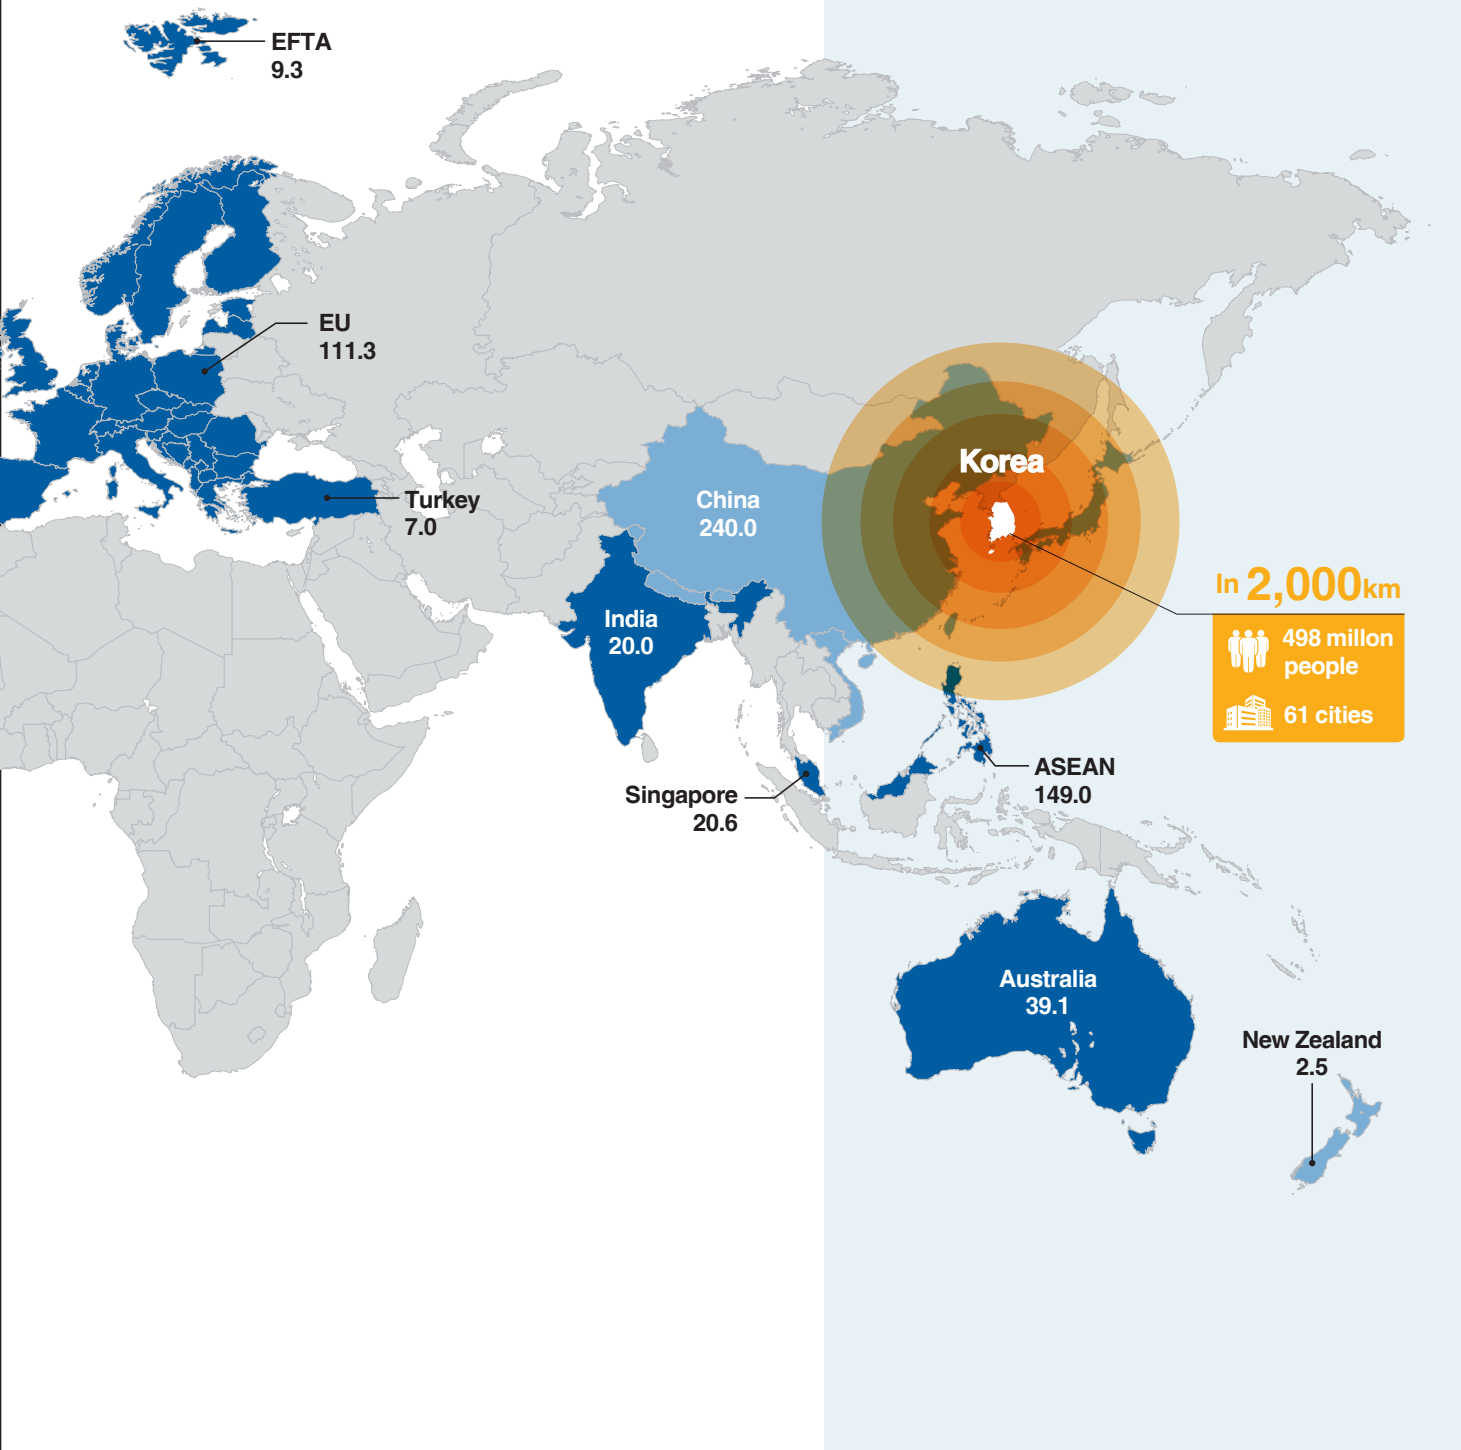 EFTA
9.3
EU
111.3
Korea
Turkey
7.0
China
240.0
In 2,000km
498 millon
people
61 cities
India
20.0
ASEAN
149.0
Singapore
20.6
Australia
39.1
New Zealand
2.5